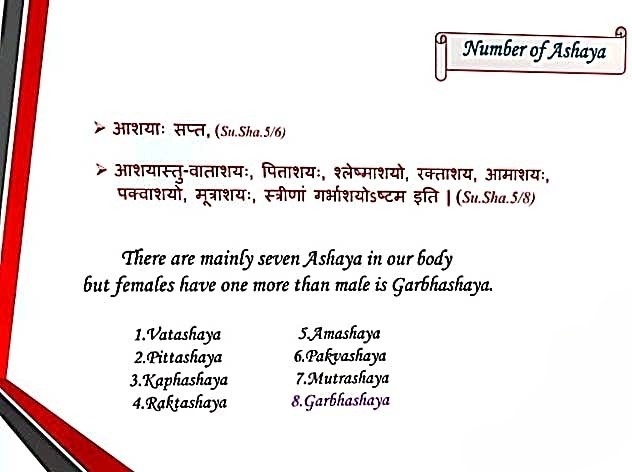 Number of Ashaya
➤ आशयाः सप्त, (Su.Sha.5/6)
➤ आशयास्तु-वाताशयः, पिताशयः, श्लेष्माशयो, रक्ताशय, आमाशयः,
पक्वाशयो, मूत्राशयः, स्त्रीणां गर्भाशयोऽष्टम इति | (Su.Sha.5/8)
There are mainly seven Ashaya in our body
but females have one more than male is Garbhashaya.
1.Vatashaya
2.Pittashaya
3.Kaphashaya
4.Raktashaya
5.Amashaya
6.Pakvashaya
7.Mutrashaya
8.Garbhashaya